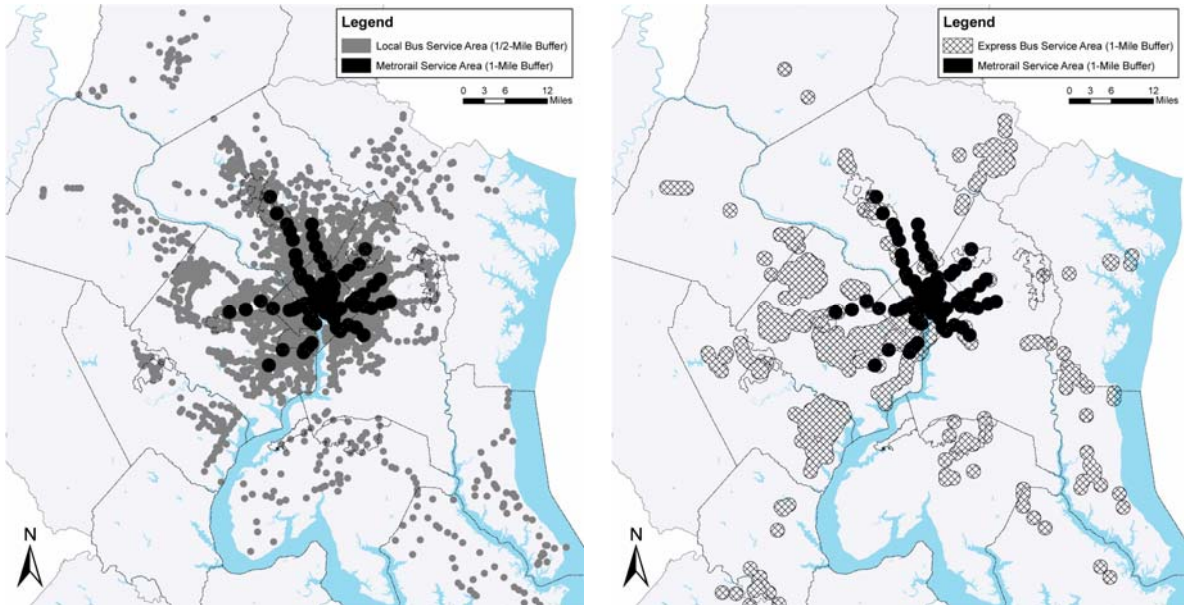 Legend
Local Bus Service Area (1/2-Mile Buffer)
Metrorail Service Area (1-Mile Buffer)
0 3 6 12
Miles
N
Legend
Express Bus Service Area (1-Mile Buffer)
Metrorail Service Area (1-Mile Buffer)
0 3 6 12
Miles
N